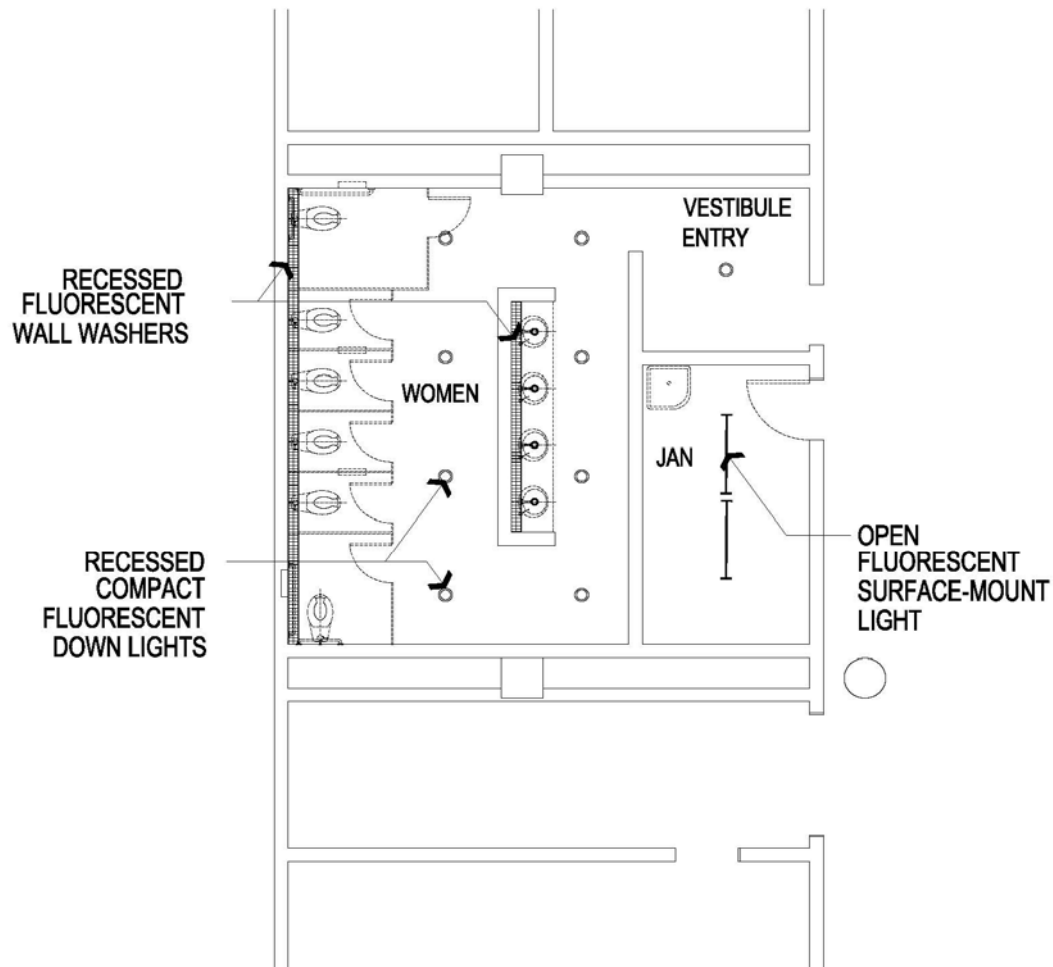 VESTIBULE
ENTRY
RECESSED
FLUORESCENT
WALL WASHERS
WOMEN
JAN
RECESSED
COMPACT
FLUORESCENT
DOWN LIGHTS
OPEN
FLUORESCENT
SURFACE-MOUNT
LIGHT